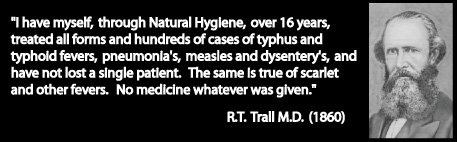 "I have myself, through Natural Hygiene, over 16 years,
treated all forms and hundreds of cases of typhus and
typhoid fevers, pneumonia's, measles and dysentery's, and
have not lost a single patient.  The same is true of scarlet
and other fevers.  No medicine whatever was given."
R.T. Trall M.D. (1860)